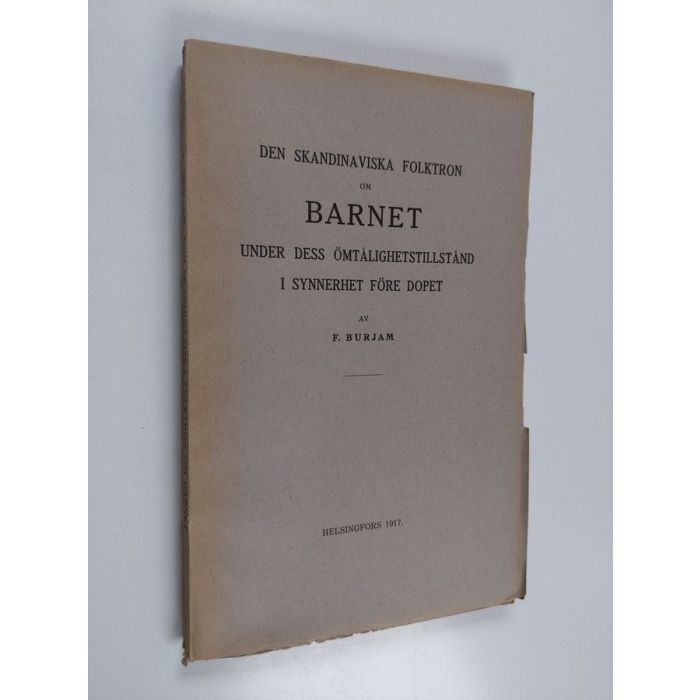 DEN SKANDINAVISKA FOLKTRON
OM
BARNET
UNDER DESS ÖMTÅLIGHETSTILLSTÅND
I SYNNERHET FÖRE DOPET
AV
F. BURJAM
HELSINGFORS 1917.